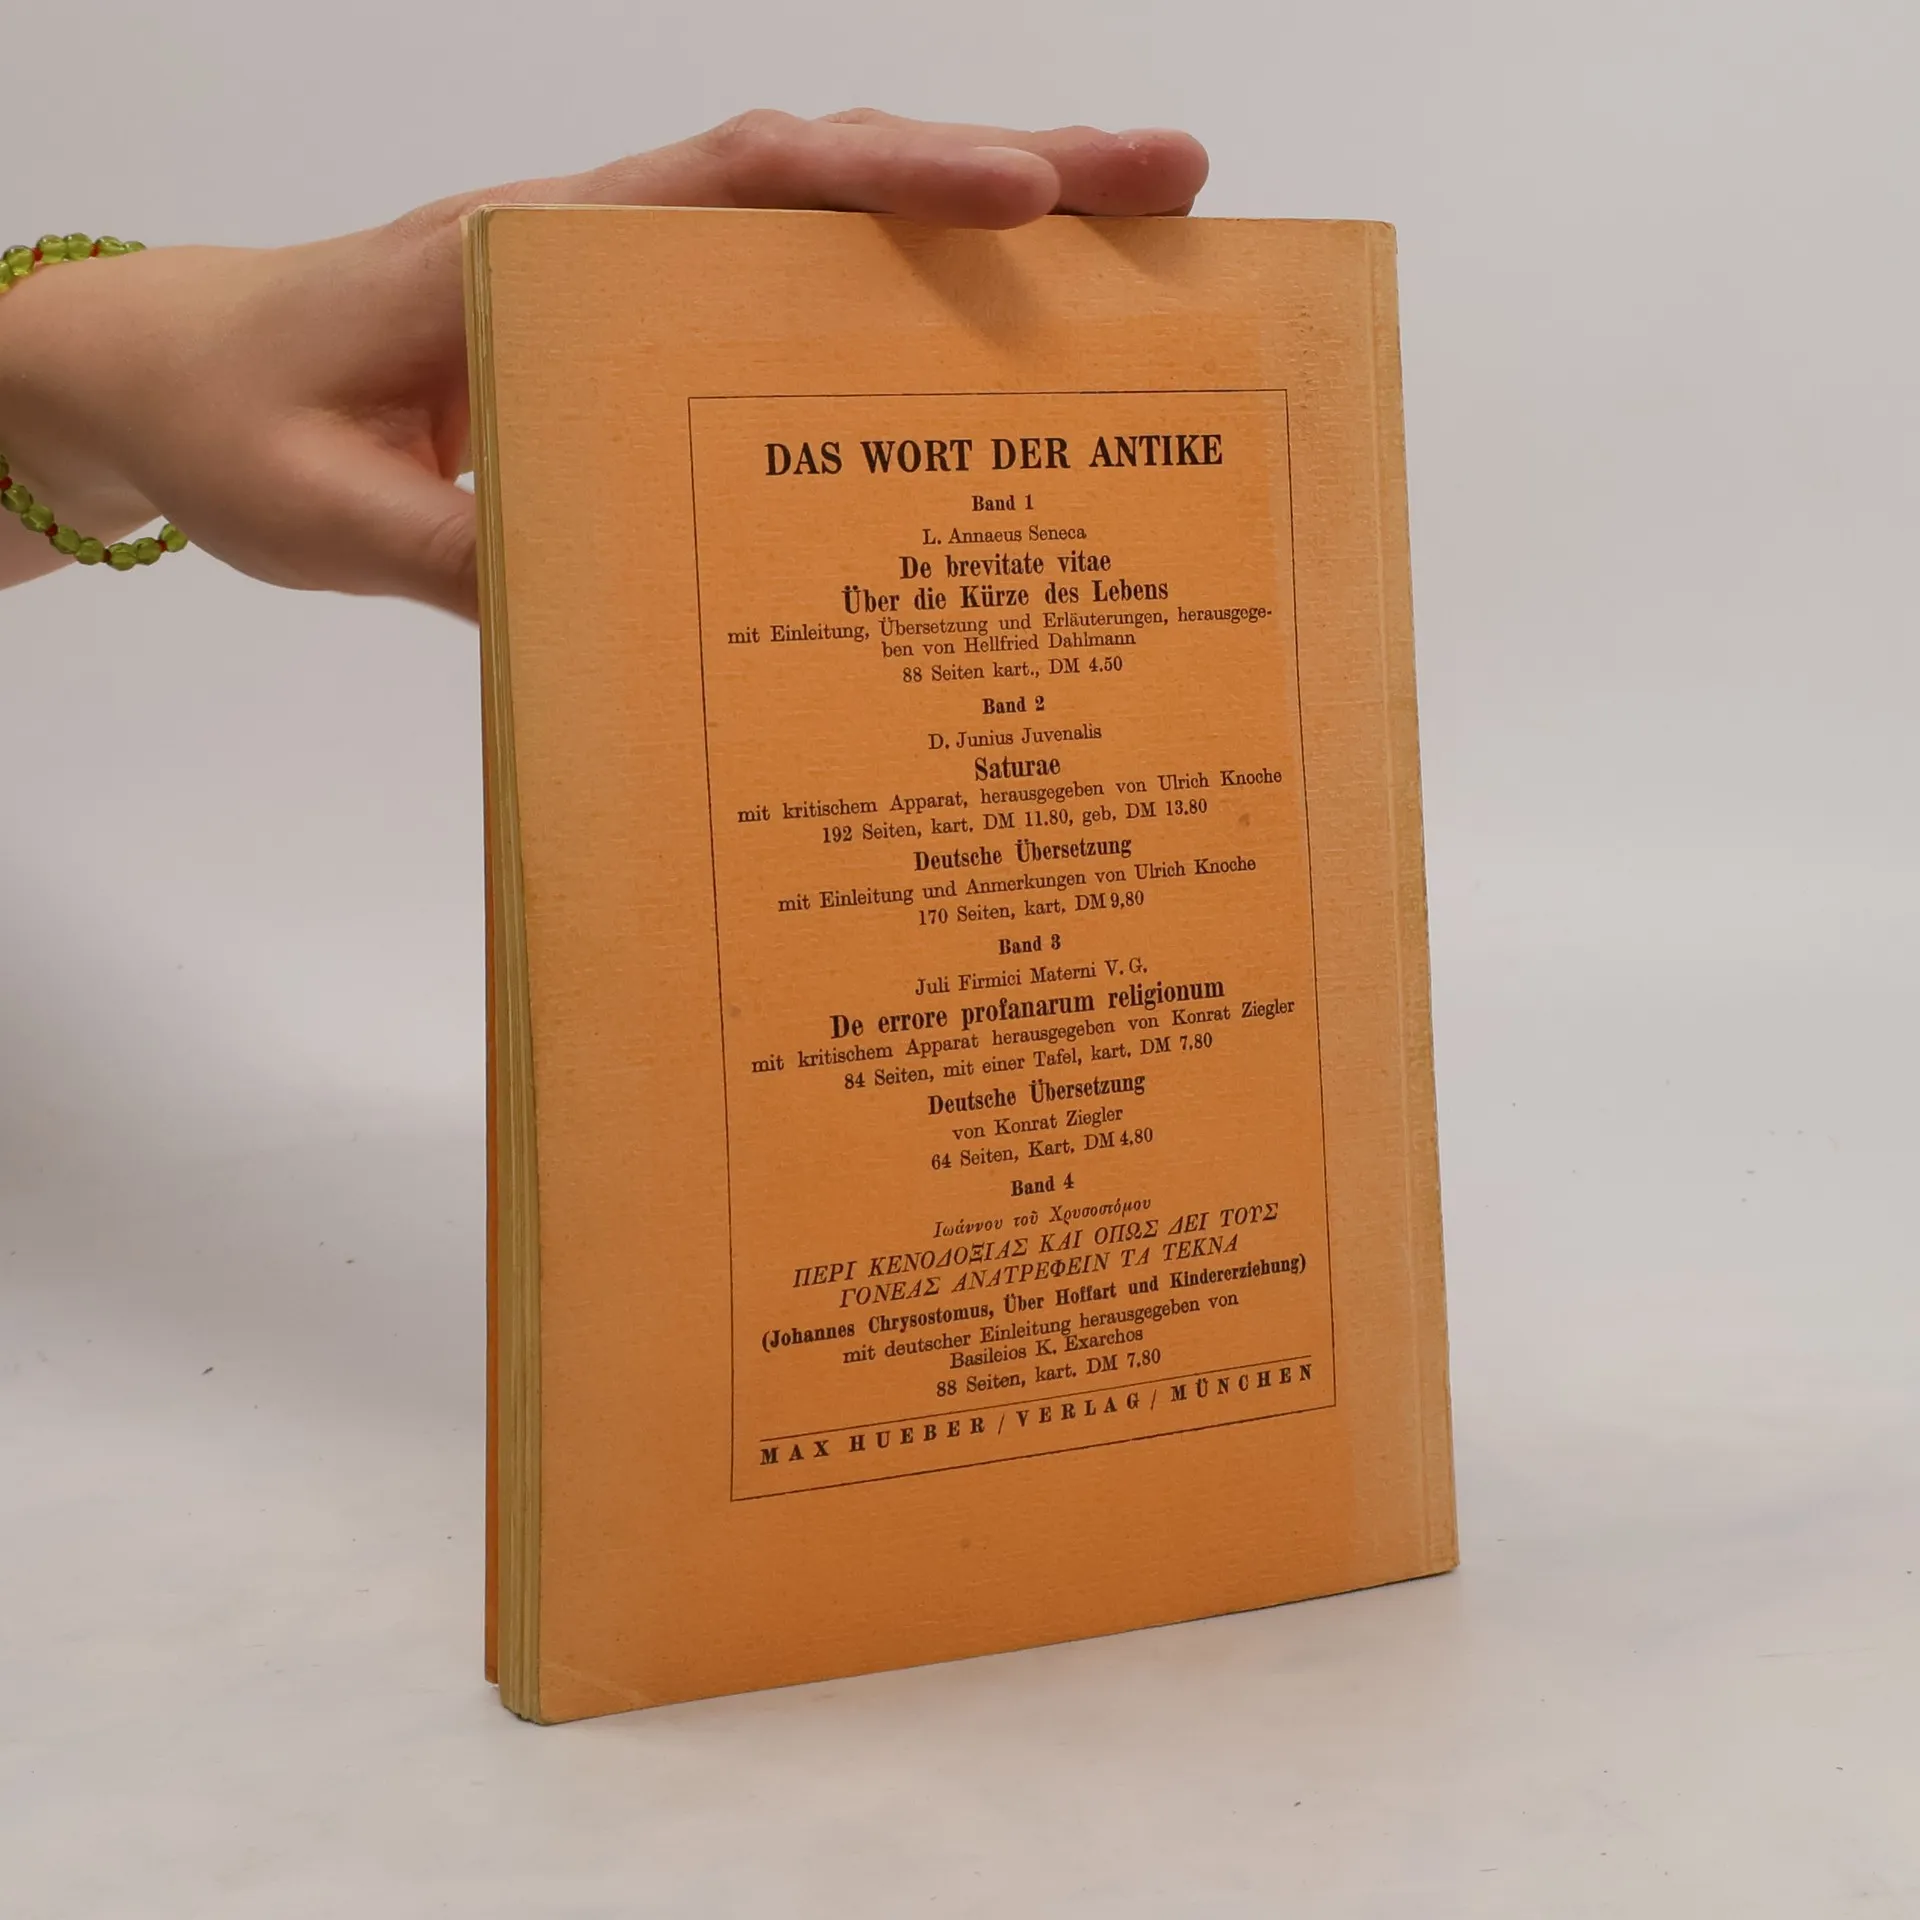 DAS WORT DER ANTIKE
Band 1
L. Annaeus Seneca
De brevitate vitae
Über die Kürze des Lebens
mit Einleitung, Übersetzung und Erläuterungen, herausgege-
ben von Hellfried Dahlmann
88 Seiten kart., DM 4.50
Band 2
D. Junius Juvenalis
Saturae
mit kritischem Apparat, herausgegeben von Ulrich Knoche
192 Seiten, kart. DM 11.80, geb. DM 13.80
Deutsche Übersetzung
mit Einleitung und Anmerkungen von Ulrich Knoche
170 Seiten, kart. DM 9,80
Band 3
Juli Firmici Materni V. G.
De errore profanarum religionum
mit kritischem Apparat herausgegeben von Konrat Ziegler
84 Seiten, mit einer Tafel, kart. DM 7.80
Deutsche Übersetzung
von Konrat Ziegler
64 Seiten, Kart. DM 4,80
Band 4
Ἰωάννου τοῦ Χρυσοστόμου
ΠΕΡΙ ΚΕΝΟΔΟΞΙΑΣ ΚΑΙ ΟΠΩΣ ΔΕΙ ΤΟΥΣ
ΓΟΝΕΑΣ ΑΝΑΤΡΕΦΕΙΝ ΤΑ ΤΕΚΝΑ
(Johannes Chrysostomus, Über Hoffart und Kindererziehung)
mit deutscher Einleitung herausgegeben von
Basileios K. Exarchos
88 Seiten, kart. DM 7.80
MAX HUEBER / VERLAG / MÜNCHEN